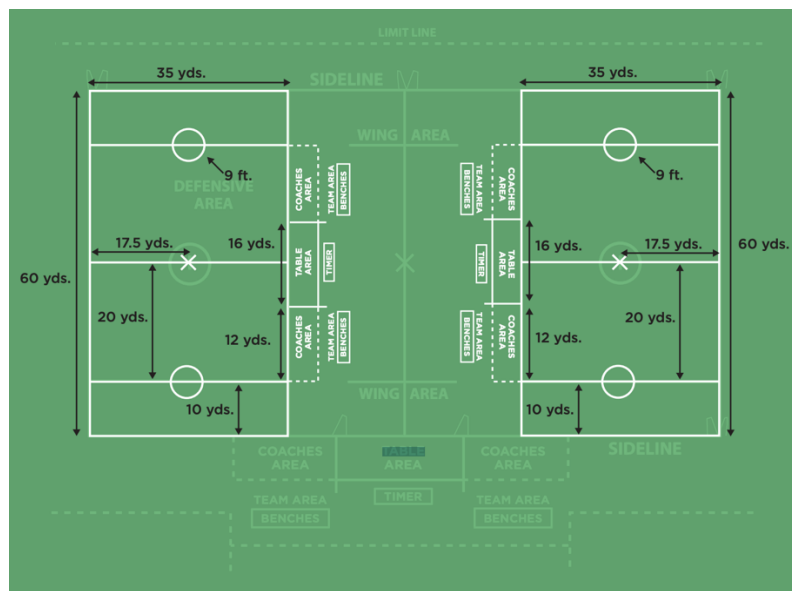 LIMIT LINE
35 yds.
35 yds.
SIDELINE
WING AREA
9 ft.
9 ft.
DEFENSIVE
AREA
COACHES
AREA
TEAM AREA
BENCHES
BENCHES
TEAM AREA
COACHES
AREA
17.5 yds.
16 yds.
TABLE
AREA
TIMER
TIMER
TABLE
AREA
16 yds.
17.5 yds.
60 yds.
60 yds.
20 yds.
12 yds.
COACHES
AREA
TEAM AREA
BENCHES
BENCHES
TEAM AREA
COACHES
AREA
12 yds.
20 yds.
WING AREA
10 yds.
10 yds.
COACHES
AREA
TABLE
AREA
COACHES
AREA
SIDELINE
TEAM AREA
BENCHES
TIMER
TEAM AREA
BENCHES